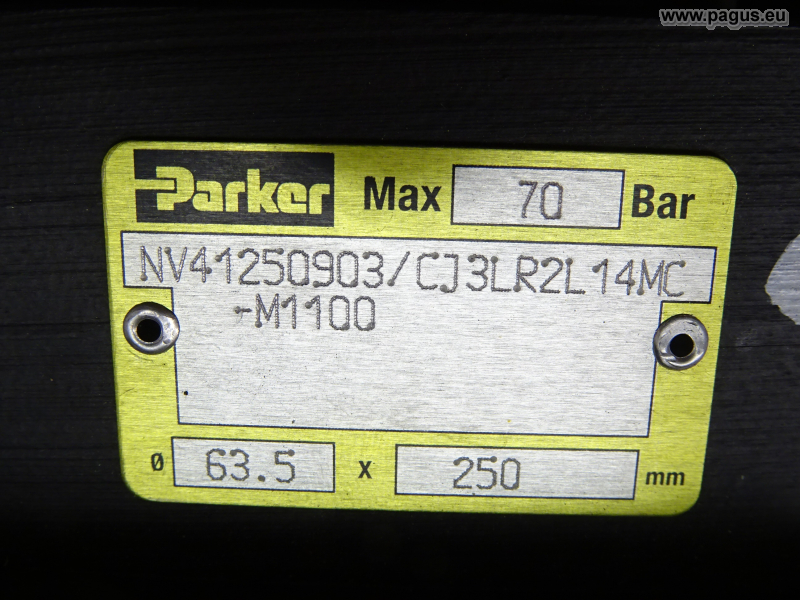 www.pagus.eu
Parker Max 70 Bar
NV41250903/CJ3LR2L14MC
-M1100
Ø 63.5 x 250 mm